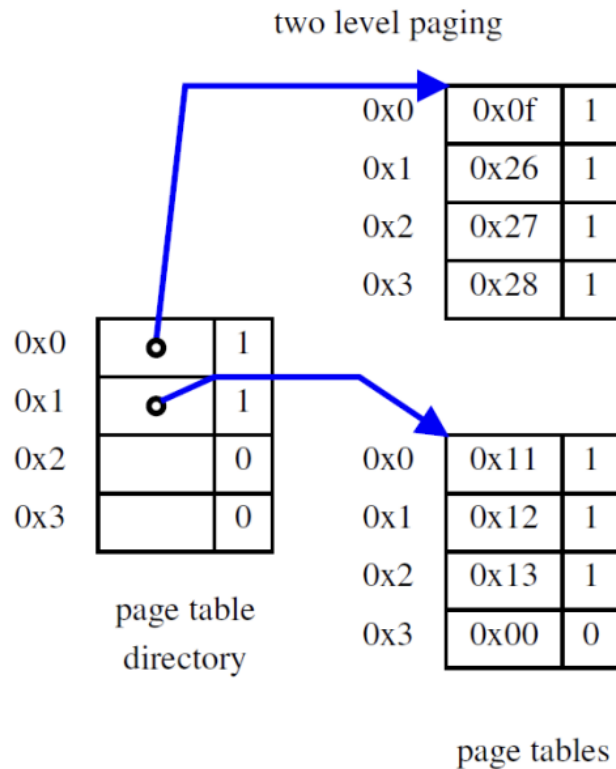 two level paging
0x0 0x0f 1
0x1 0x26 1
0x2 0x27 1
0x3 0x28 1
0x0 1
0x1 1
0x2 0
0x3 0
page table
directory
0x0 0x11 1
0x1 0x12 1
0x2 0x13 1
0x3 0x00 0
page tables